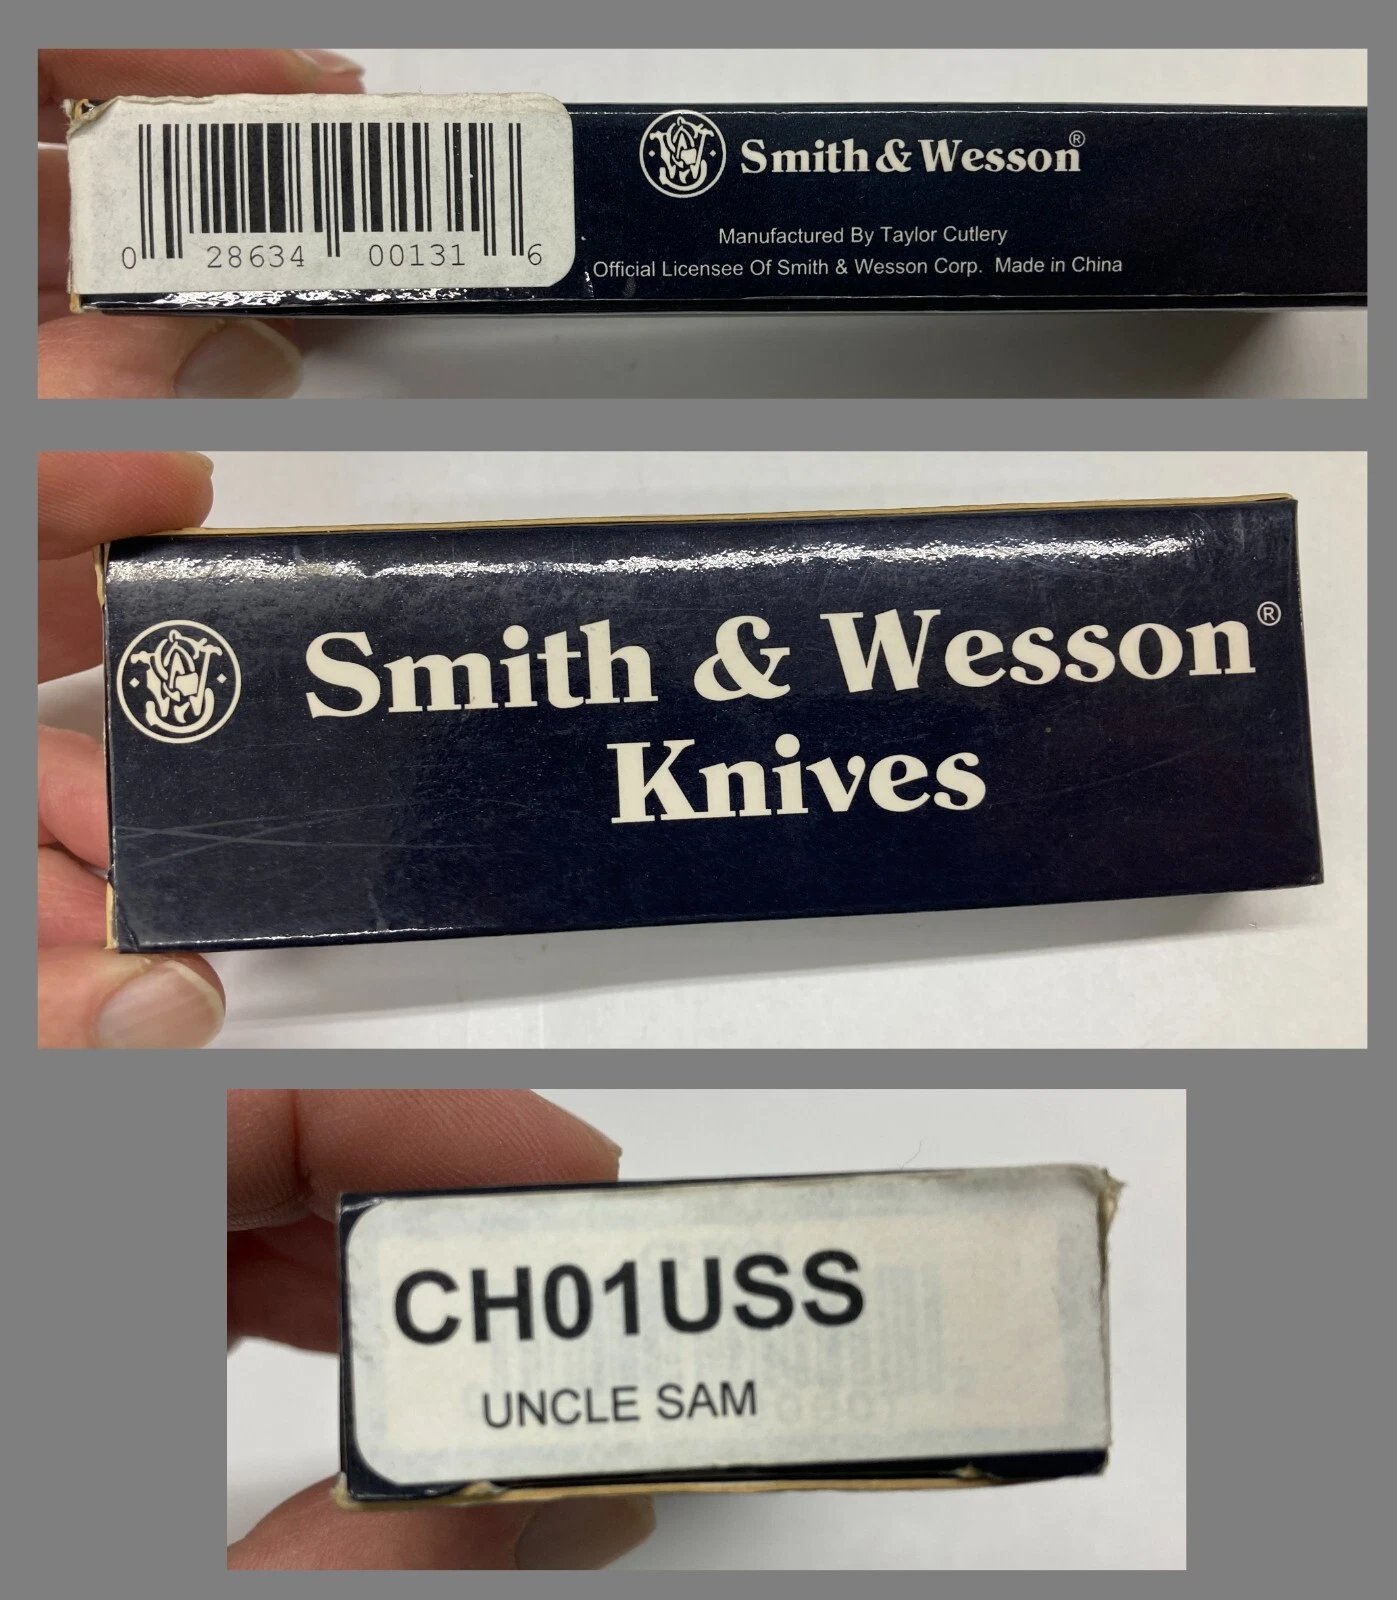 0 28634 00131 6
Smith & Wesson®
Manufactured By Taylor Cutlery
Official Licensee Of Smith & Wesson Corp. Made in China
Smith & Wesson®
Knives
CH01USS
UNCLE SAM